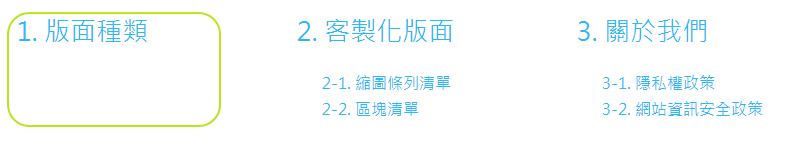 1. 版面種類
2. 客製化版面
2-1. 縮圖條列清單
2-2. 區塊清單
3. 關於我們
3-1. 隱私權政策
3-2. 網站資訊安全政策